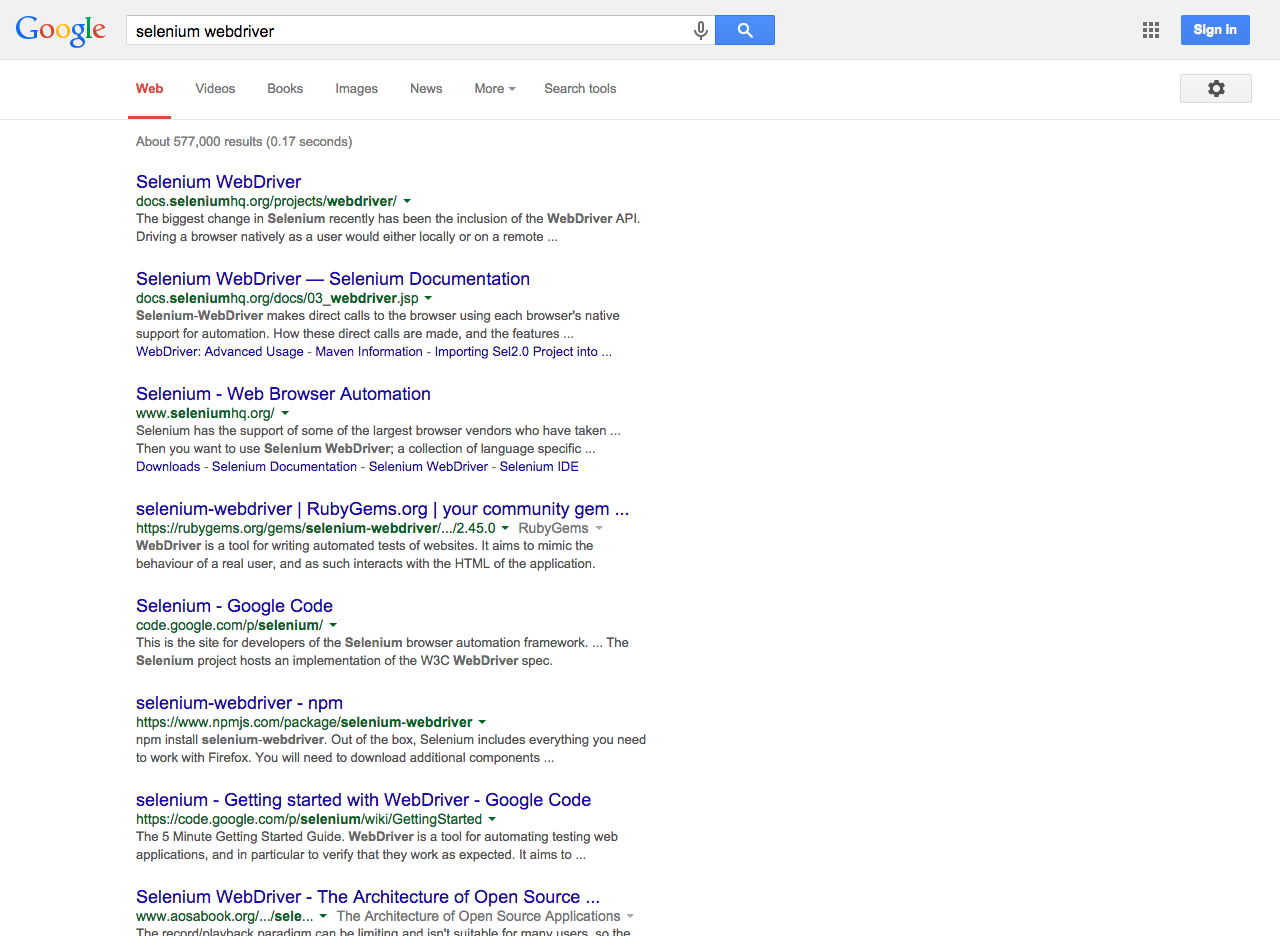 Google
selenium webdriver
Sign in
Web Videos Books Images News More Search tools
About 577,000 results (0.17 seconds)
Selenium WebDriver
docs.seleniumhq.org/projects/webdriver/
The biggest change in Selenium recently has been the inclusion of the WebDriver API.
Driving a browser natively as a user would either locally or on a remote ...
Selenium WebDriver — Selenium Documentation
docs.seleniumhq.org/docs/03_webdriver.jsp
Selenium-WebDriver makes direct calls to the browser using each browser's native
support for automation. How these direct calls are made, and the features ...
WebDriver: Advanced Usage - Maven Information - Importing Sel2.0 Project into ...
Selenium - Web Browser Automation
www.seleniumhq.org/
Selenium has the support of some of the largest browser vendors who have taken ...
Then you want to use Selenium WebDriver; a collection of language specific ...
Downloads - Selenium Documentation - Selenium WebDriver - Selenium IDE
selenium-webdriver | RubyGems.org | your community gem ...
https://rubygems.org/gems/selenium-webdriver/.../2.45.0 RubyGems
WebDriver is a tool for writing automated tests of websites. It aims to mimic the
behaviour of a real user, and as such interacts with the HTML of the application.
Selenium - Google Code
code.google.com/p/selenium/
This is the site for developers of the Selenium browser automation framework. ... The
Selenium project hosts an implementation of the W3C WebDriver spec.
selenium-webdriver - npm
https://www.npmjs.com/package/selenium-webdriver
npm install selenium-webdriver. Out of the box, Selenium includes everything you need
to work with Firefox. You will need to download additional components ...
selenium - Getting started with WebDriver - Google Code
https://code.google.com/p/selenium/wiki/GettingStarted
The 5 Minute Getting Started Guide. WebDriver is a tool for automating testing web
applications, and in particular to verify that they work as expected. It aims to ...
Selenium WebDriver - The Architecture of Open Source ...
www.aosabook.org/.../sele... The Architecture of Open Source Applications
The record/playback paradigm can be limiting and isn't suitable for many users, so the